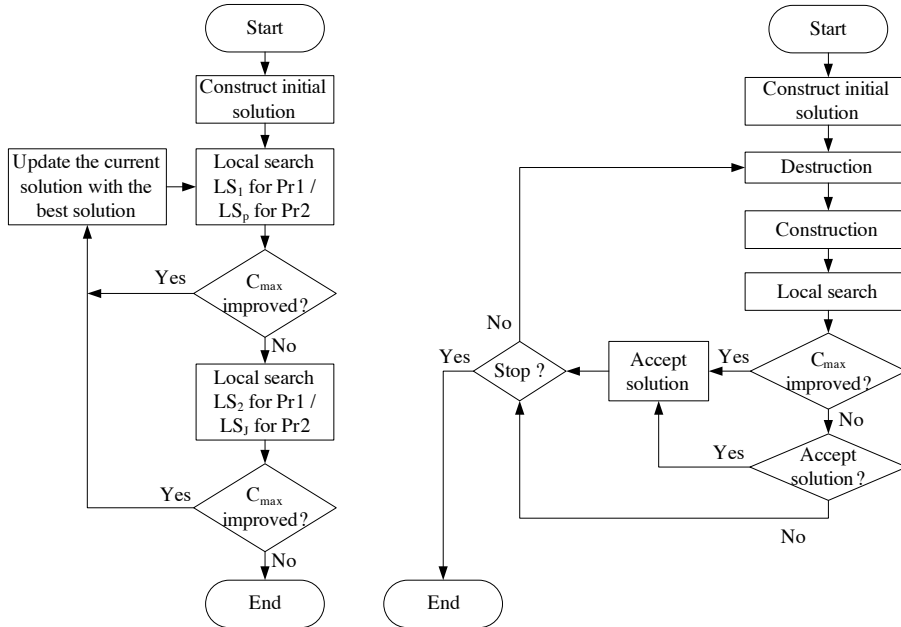 Start
Construct initial
solution
Update the current
solution with the
best solution
Local search
LS1 for Pr1 /
LSp for Pr2
Yes
Cmax
improved?
No
Local search
LS2 for Pr1 /
LSJ for Pr2
Yes
Cmax
improved?
No
End
Start
Construct initial
solution
Destruction
Construction
Local search
No
Yes
Stop ?
Accept
solution
Yes
Cmax
improved?
No
Yes
Accept
solution ?
No
End